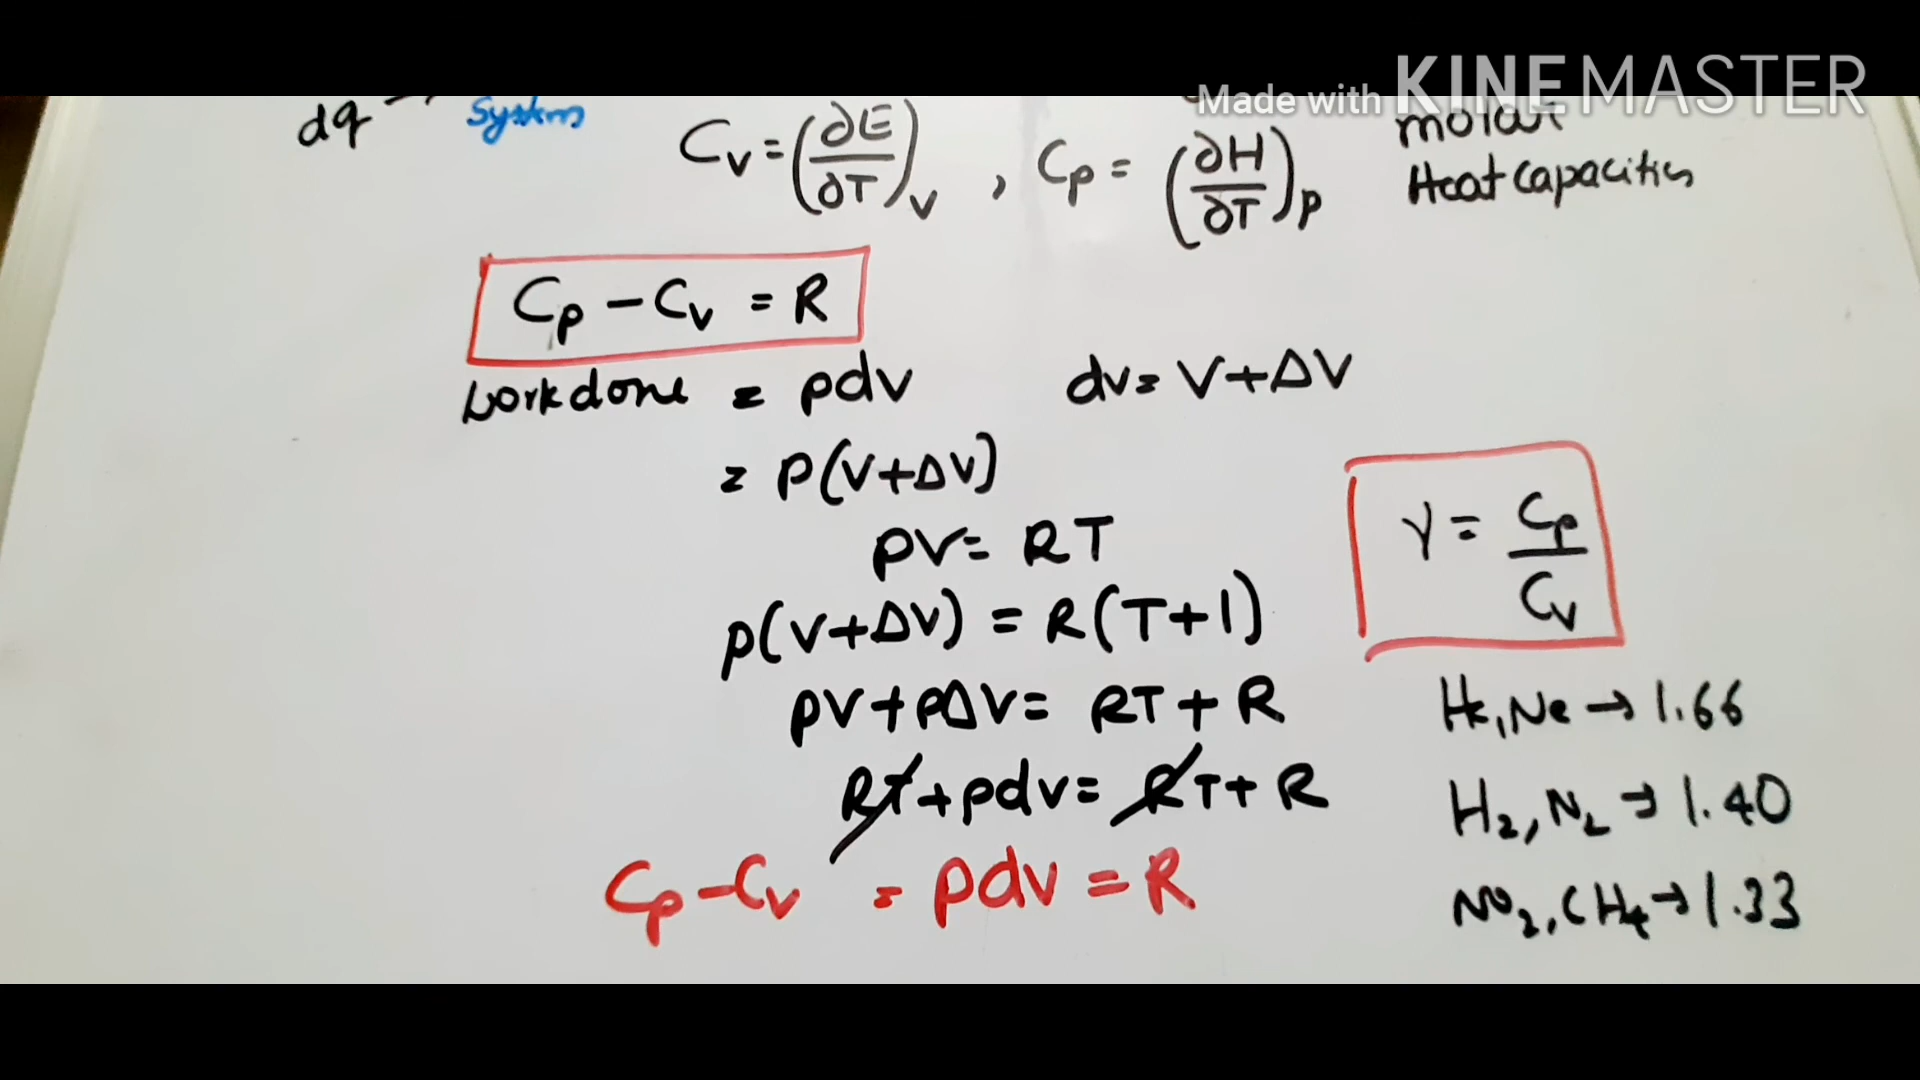 Made with KINEMASTER
dq → System
Cv = (∂E/∂T)v , Cp = (∂H/∂T)p molar
Heat capacities
Cp - Cv = R
workdone = pdv dv = V+ΔV
= P(V+ΔV)
PV = RT
P(V+ΔV) = R(T+1)
PV+PΔV = RT+R
RT+pdv = RT+R
Cp-Cv = pdv = R
γ = Cp/Cv
He, Ne → 1.66
H₂, N₂ → 1.40
NO₂, CH₄ → 1.33